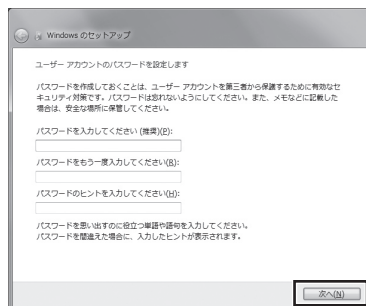 Windows のセットアップ
ユーザー アカウントのパスワードを設定します
パスワードを作成しておくことは、ユーザー アカウントを第三者から保護するために有効なセ
キュリティ対策です。パスワードは忘れないようにしてください。また、メモなどに記載した
場合は、安全な場所に保管してください。
パスワードを入力してください (推奨)(P):
パスワードをもう一度入力してください(R):
パスワードのヒントを入力してください(H):
パスワードを思い出すのに役立つ単語や語句を入力してください。
パスワードを間違えた場合に、入力したヒントが表示されます。
次へ(N)